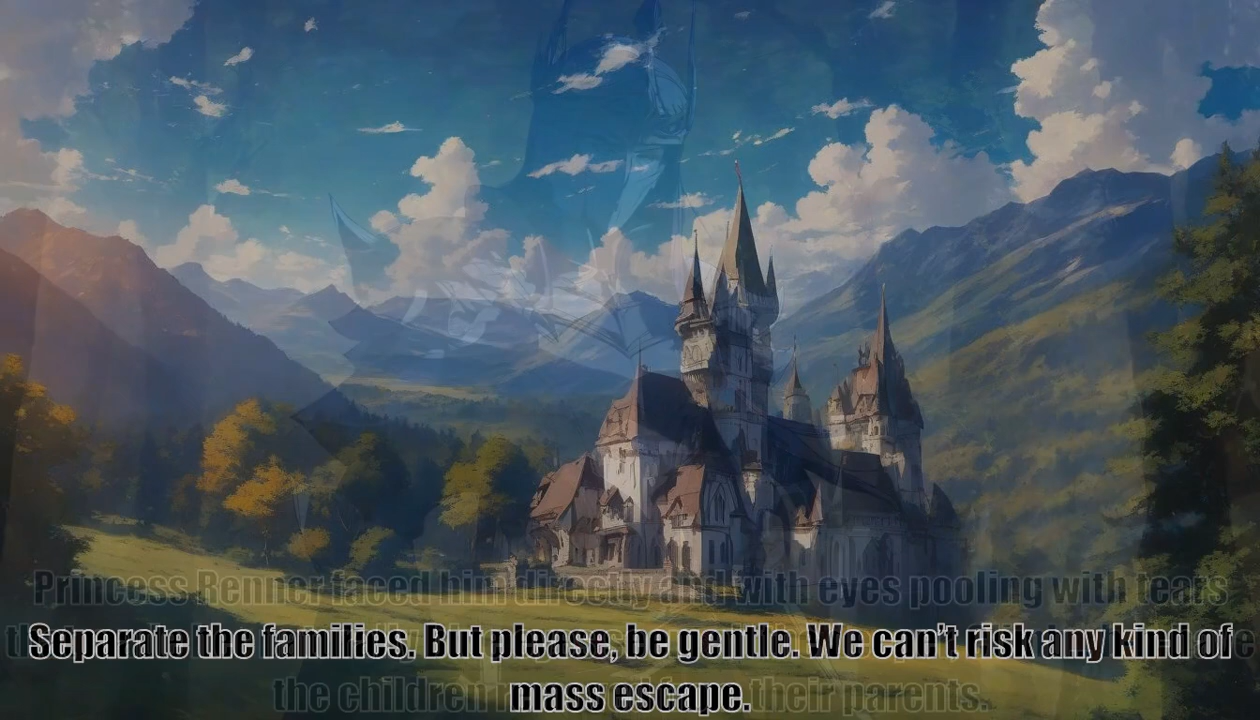 Princess Renner faced him directly with eyes pooling with tears
Separate the families. But please, be gentle. We can't risk any kind of
mass escape.
the children their parents.